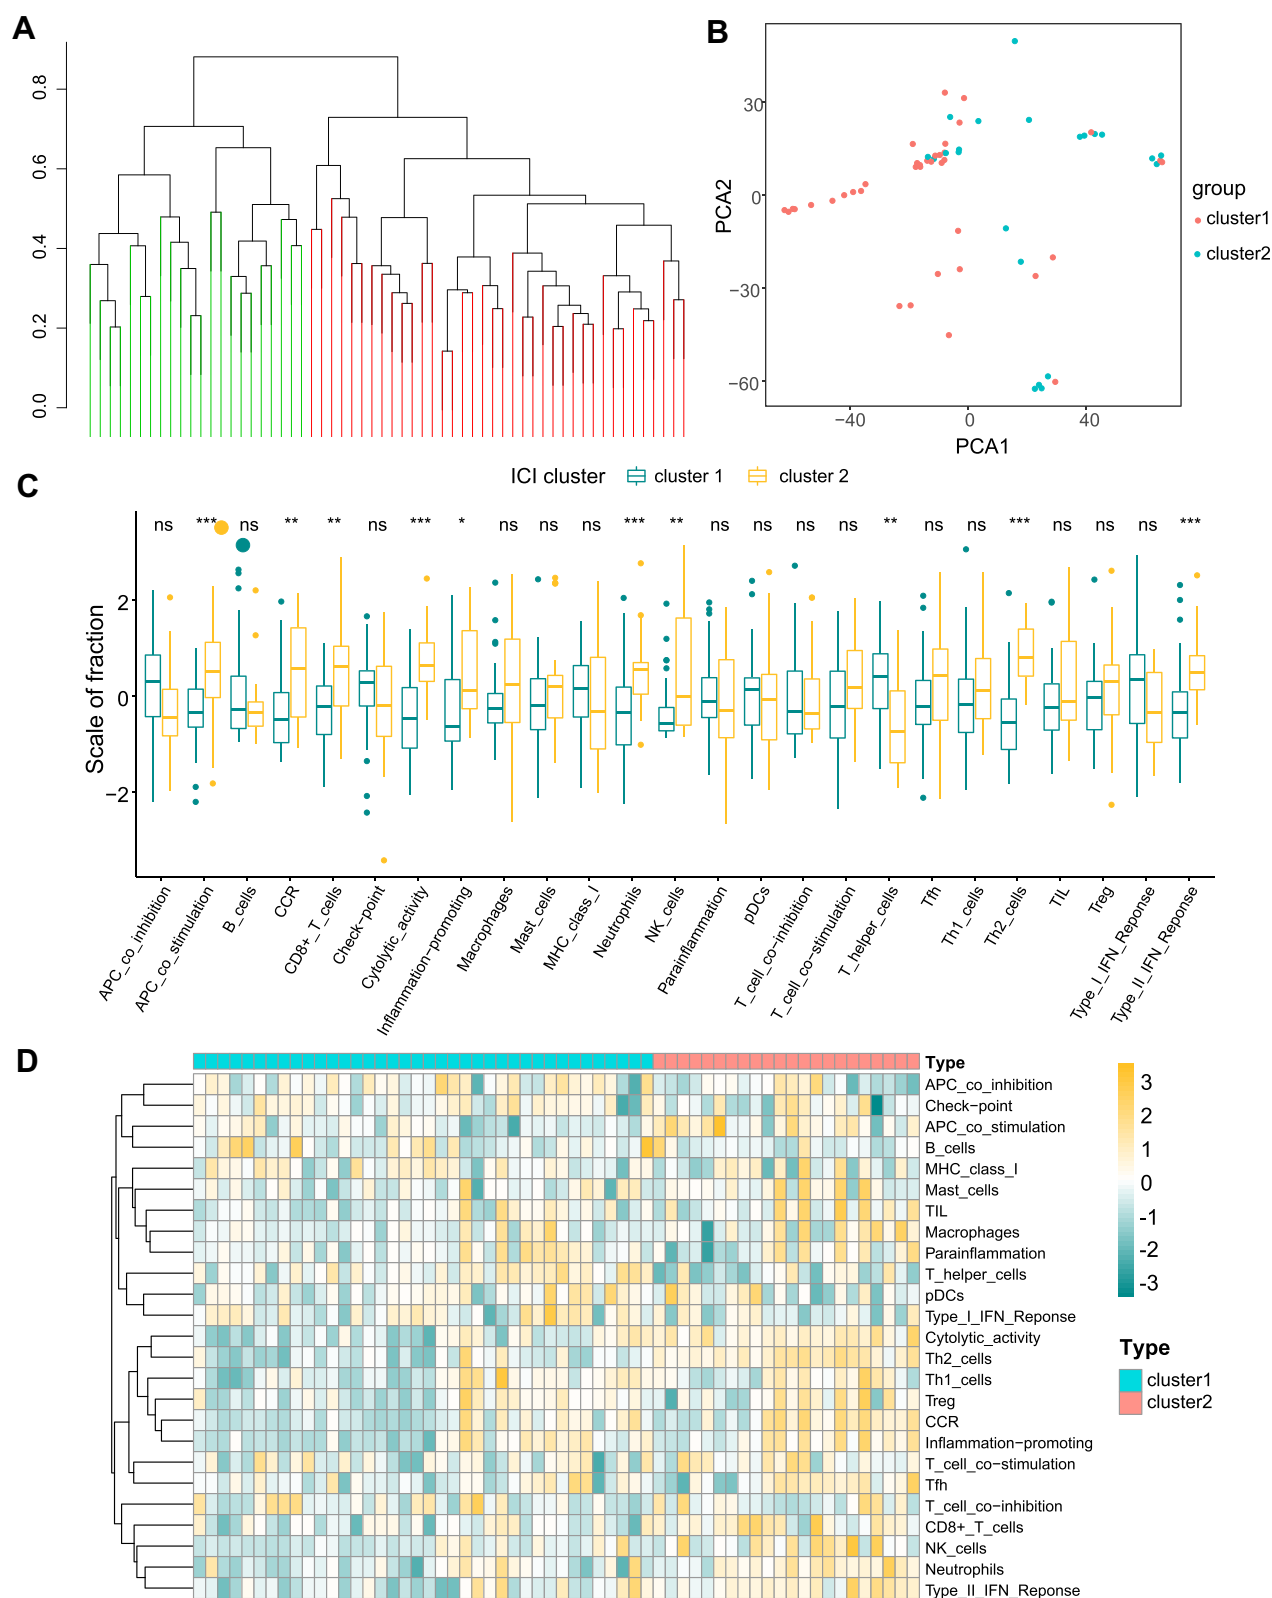 A
0.8
0.6
0.4
0.2
0.0
B
PCA2
30
0
−30
−60
−40
0
40
PCA1
group
cluster1
cluster2
C
ICI cluster
cluster 1
cluster 2
ns *** ns ** ** ns *** * ns ns ns *** ** ns ns ns ns ** ns ns *** ns ns ns ***
Scale of fraction
2
0
−2
APC_co_inhibition
APC_co_stimulation
B_cells
CCR
CD8+_T_cells
Check−point
Cytolytic_activity
Inflammation−promoting
Macrophages
Mast_cells
MHC_class_I
Neutrophils
NK_cells
Parainflammation
pDCs
T_cell_co−inhibition
T_cell_co−stimulation
T_helper_cells
Tfh
Th1_cells
Th2_cells
TIL
Treg
Type_I_IFN_Reponse
Type_II_IFN_Reponse
D
Type
APC_co_inhibition
Check−point
APC_co_stimulation
B_cells
MHC_class_I
Mast_cells
TIL
Macrophages
Parainflammation
T_helper_cells
pDCs
Type_I_IFN_Reponse
Cytolytic_activity
Th2_cells
Th1_cells
Treg
CCR
Inflammation−promoting
T_cell_co−stimulation
Tfh
T_cell_co−inhibition
CD8+_T_cells
NK_cells
Neutrophils
Type_II_IFN_Reponse
3
2
1
0
-1
-2
-3
Type
cluster1
cluster2